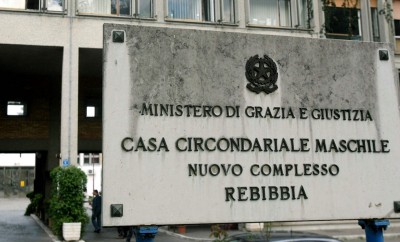 MINISTERO DI GRAZIA E GIUSTIZIA
CASA CIRCONDARIALE MASCHILE
NUOVO COMPLESSO
REBIBBIA